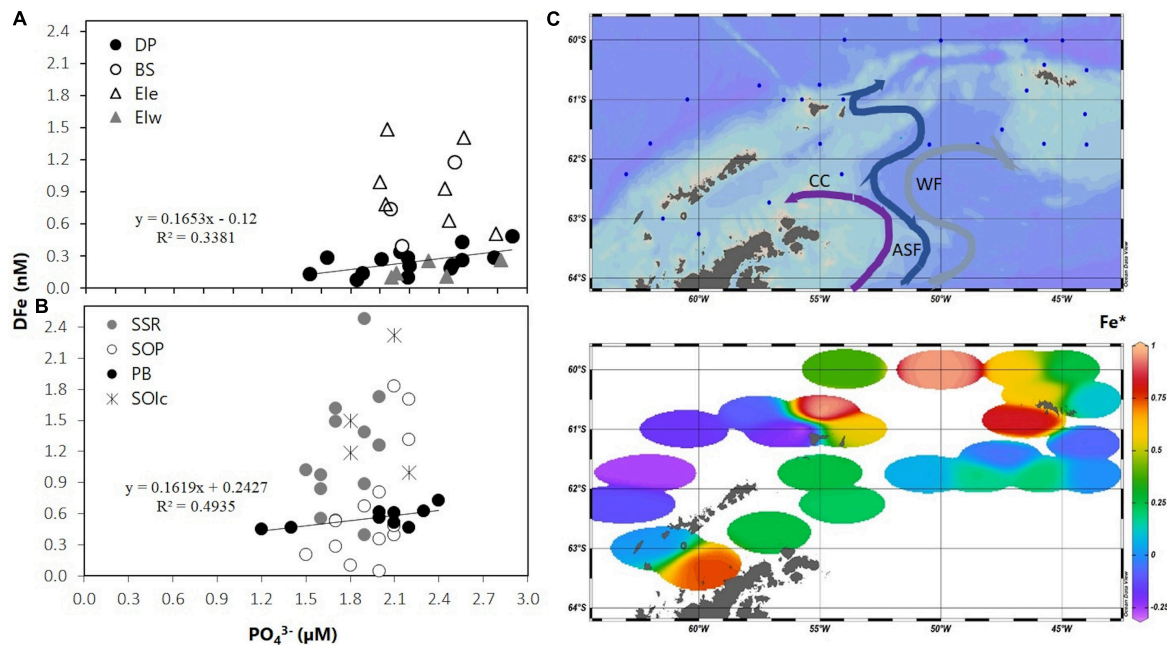 A
2.4
2.1
1.8
1.5
1.2
0.9
0.6
0.3
0.0
DP
BS
Ele
Elw
y = 0.1653x - 0.12
R² = 0.3381
DFe (nM)
B
2.4
2.1
1.8
1.5
1.2
0.9
0.6
0.3
0.0
SSR
SOP
PB
SOIc
y = 0.1619x + 0.2427
R² = 0.4935
0.0 0.3 0.6 0.9 1.2 1.5 1.8 2.1 2.4 2.7 3.0
PO₄³⁻ (µM)
C
60°S
61°S
62°S
63°S
64°S
CC
WF
ASF
60°W 55°W 50°W 45°W
Ocean Data View
Fe*
60°S
61°S
62°S
63°S
64°S
60°W 55°W 50°W 45°W
Ocean Data View
1
0.75
0.5
0.25
0
-0.25